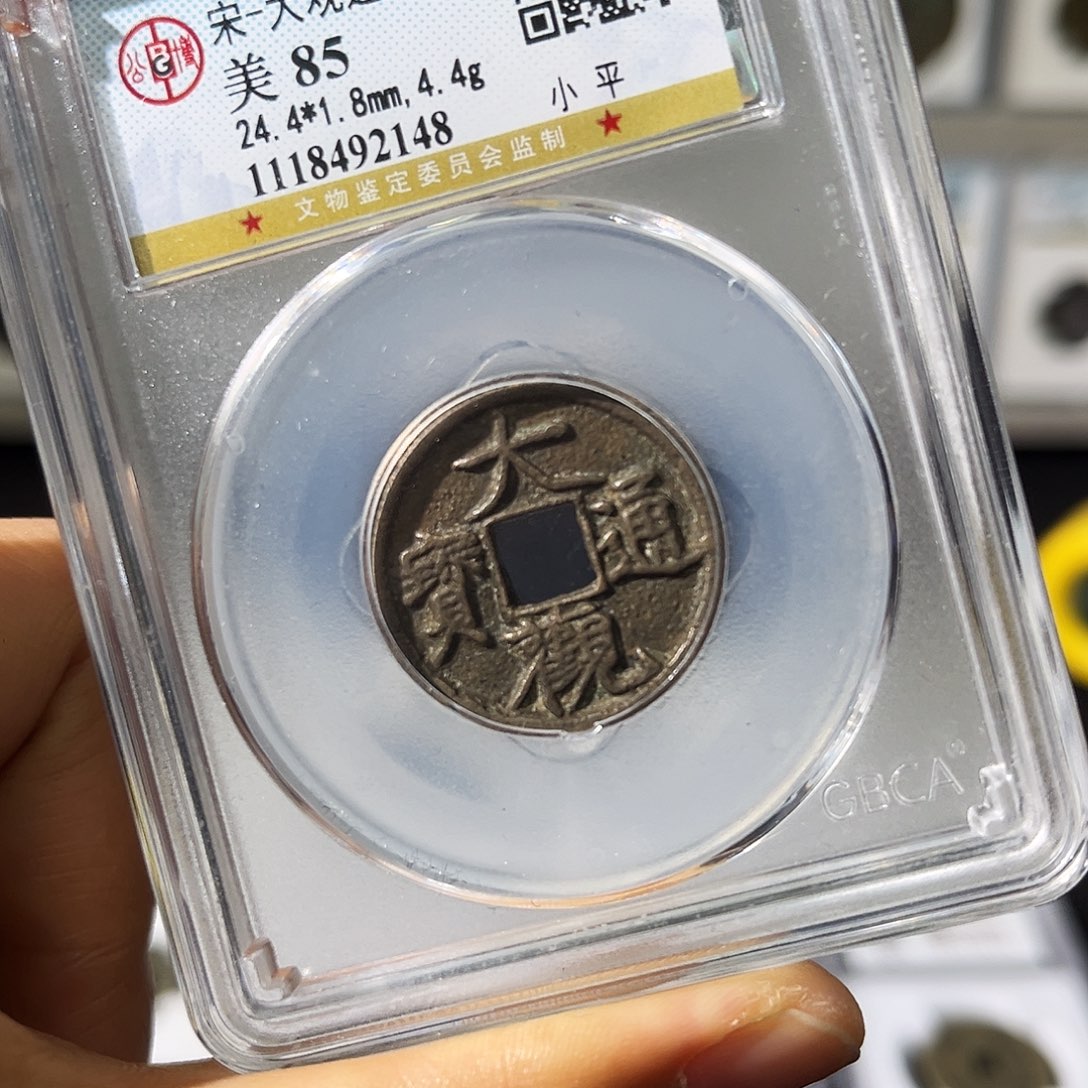 宋-大观通
美 85
24.4*1.8mm,4.4g 小平
1118492148
文物鉴定委员会监制
大觀通寶
GBCA®